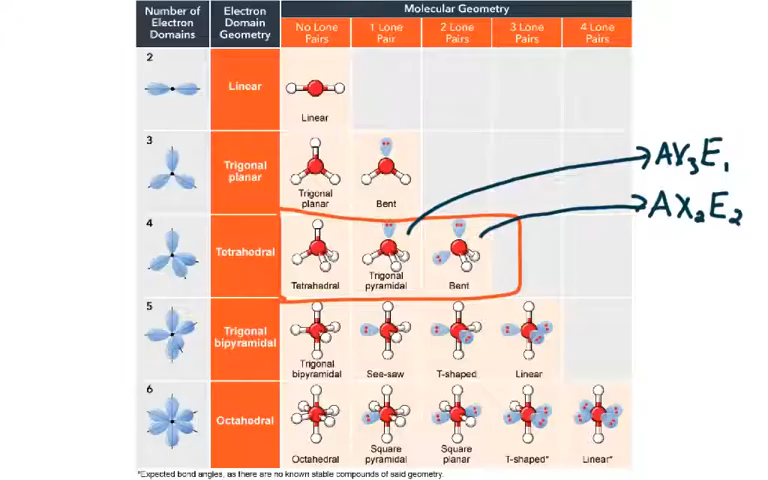 Number of Electron Domains
Electron Domain Geometry
Molecular Geometry
No Lone Pairs
1 Lone Pair
2 Lone Pairs
3 Lone Pairs
4 Lone Pairs
2
Linear
Linear
3
Trigonal planar
Trigonal planar
Bent
AX₃E₁
AX₂E₂
4
Tetrahedral
Tetrahedral
Trigonal pyramidal
Bent
5
Trigonal bipyramidal
Trigonal bipyramidal
See-saw
T-shaped
Linear
6
Octahedral
Octahedral
Square pyramidal
Square planar
T-shaped*
Linear*
*Expected bond angles, as there are no known stable compounds of said geometry.